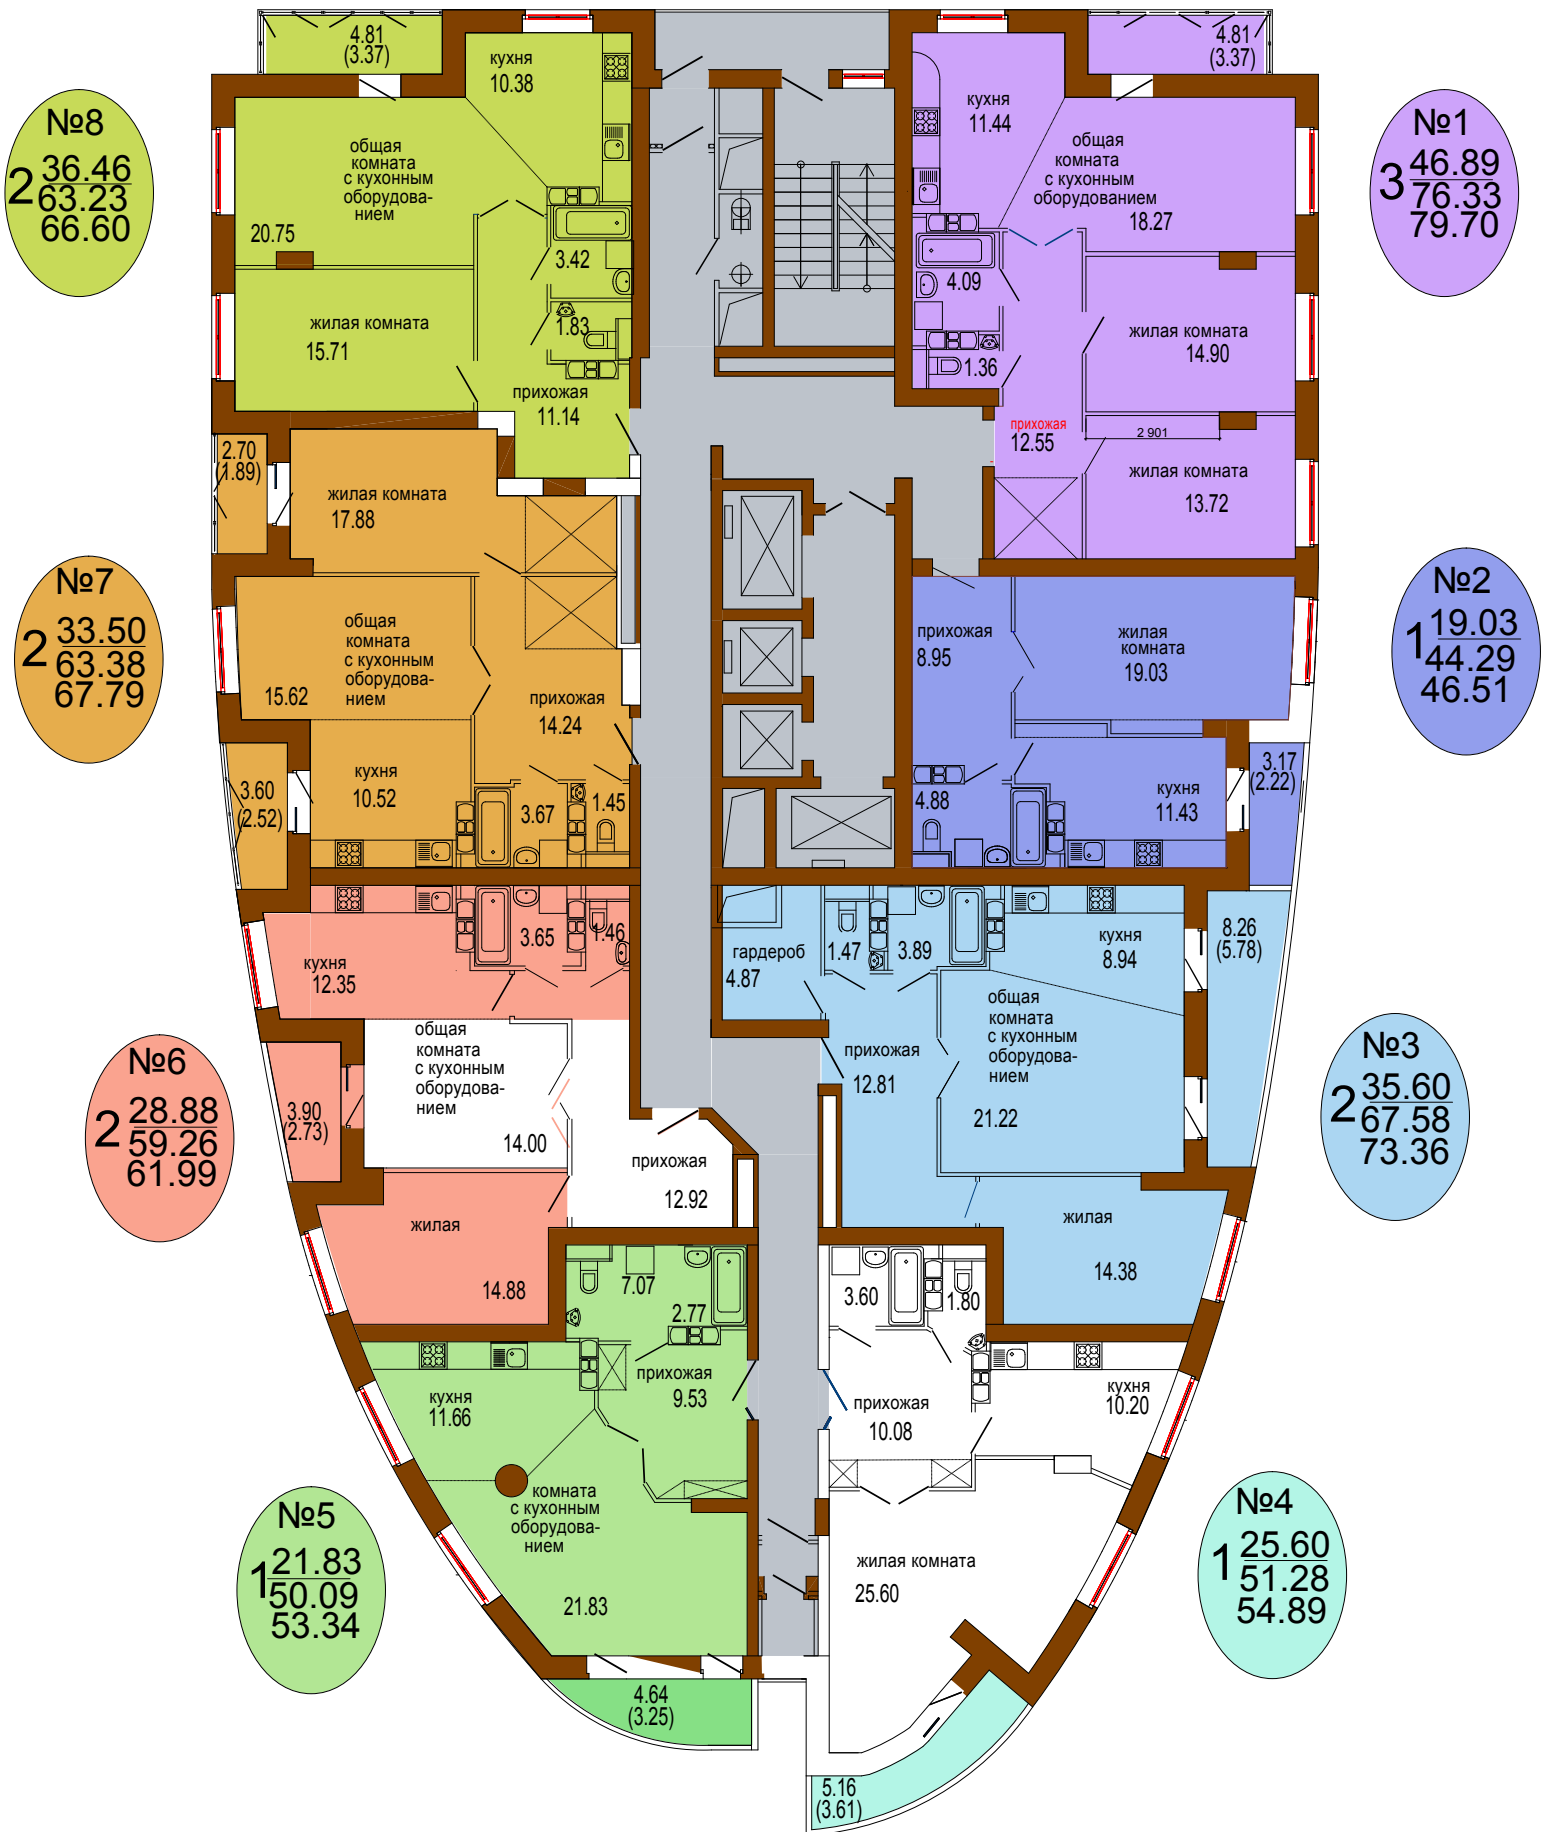 4.81
(3.37)
кухня
10.38
общая
комната
с кухонным
оборудова-
нием
20.75
3.42
1.83
жилая комната
15.71
прихожая
11.14
№8
2
36.46
63.23
66.60
4.81
(3.37)
кухня
11.44
общая
комната
с кухонным
оборудованием
18.27
4.09
1.36
жилая комната
14.90
прихожая
12.55
2 901
жилая комната
13.72
№1
3
46.89
76.33
79.70
2.70
(1.89)
жилая комната
17.88
общая
комната
с кухонным
оборудова-
нием
15.62
прихожая
14.24
кухня
10.52
3.60
(2.52)
3.67
1.45
№7
2
33.50
63.38
67.79
прихожая
8.95
жилая
комната
19.03
3.17
(2.22)
кухня
11.43
4.88
№2
1
19.03
44.29
46.51
3.65
1.46
кухня
12.35
общая
комната
с кухонным
оборудова-
нием
14.00
3.90
(2.73)
прихожая
12.92
жилая
14.88
№6
2
28.88
59.26
61.99
гардероб
4.87
1.47
3.89
кухня
8.94
8.26
(5.78)
общая
комната
с кухонным
оборудова-
нием
21.22
прихожая
12.81
жилая
14.38
№3
2
35.60
67.58
73.36
7.07
2.77
прихожая
9.53
кухня
11.66
комната
с кухонным
оборудова-
нием
21.83
4.64
(3.25)
№5
1
21.83
50.09
53.34
3.60
1.80
прихожая
10.08
кухня
10.20
жилая комната
25.60
5.16
(3.61)
№4
1
25.60
51.28
54.89